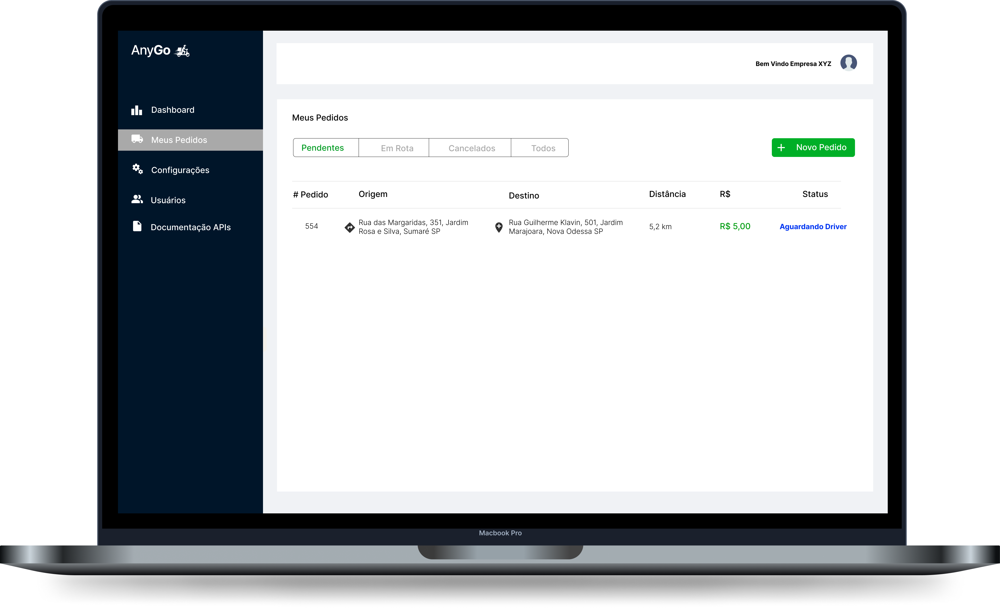 AnyGo
Bem Vindo Empresa XYZ
Dashboard
Meus Pedidos
Configurações
Usuários
Documentação APIs
Meus Pedidos
Pendentes Em Rota Cancelados Todos
+ Novo Pedido
# Pedido Origem Destino Distância R$ Status
554 Rua das Margaridas, 351, Jardim Rua Guilherme Klavin, 501, Jardim 5,2 km R$ 5,00 Aguardando Driver
Rosa e Silva, Sumaré SP Marajoara, Nova Odessa SP
Macbook Pro